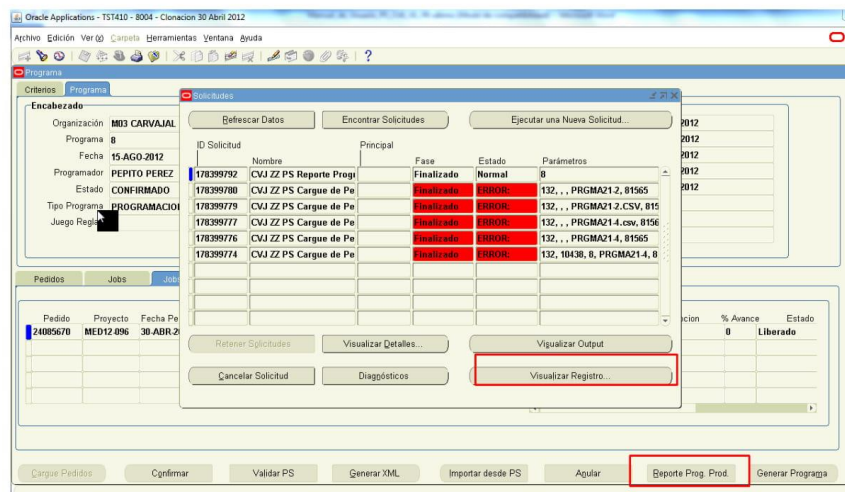 Oracle Applications - TST410 - 8004 - Clonacion 30 Abril 2012
Archivo Edición Ver (x) Carpeta Herramientas Ventana Ayuda
Programa
Criterios Programa
Solicitudes
Encabezado
Refrescar Datos Encontrar Solicitudes Ejecutar una Nueva Solicitud...
Organización M03 CARVAJAL 2012
Programa 8 2012
Fecha 15-AGO-2012 2012
Programador PEPITO PEREZ 2012
Estado CONFIRMADO 2012
Tipo Programa PROGRAMACION
Juego Regla
ID Solicitud Nombre Principal Fase Estado Parámetros
178399792 CVJ ZZ PS Reporte Progr Finalizado Normal 8
178399780 CVJ ZZ PS Cargue de Pe Finalizado ERROR: 132, , , PRGMA21-2, 81565
178399779 CVJ ZZ PS Cargue de Pe Finalizado ERROR: 132, , , PRGMA21-2.CSV, 815
178399777 CVJ ZZ PS Cargue de Pe Finalizado ERROR: 132, , , PRGMA21-4.csv, 8156
178399776 CVJ ZZ PS Cargue de Pe Finalizado ERROR: 132, , , PRGMA21-4, 81565
178399774 CVJ ZZ PS Cargue de Pe Finalizado ERROR: 132, 10438, 8, PRGMA21-4, 8
Pedidos Jobs Jobs
Pedido Proyecto Fecha Pe pcion % Avance Estado
24085670 MED12-096 30-ABR-20 0 Liberado
Retener Solicitudes Visualizar Detalles... Visualizar Output
Cancelar Solicitud Diagnósticos Visualizar Registro...
Cargue Pedidos Confirmar Validar PS Generar XML Importar desde PS Anular Reporte Prog. Prod. Generar Programa